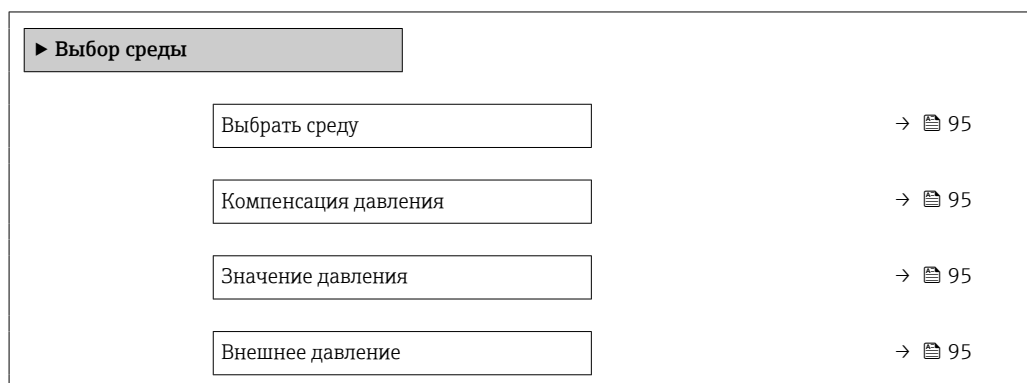 ▶ Выбор среды
Выбрать среду → 95
Компенсация давления → 95
Значение давления → 95
Внешнее давление → 95